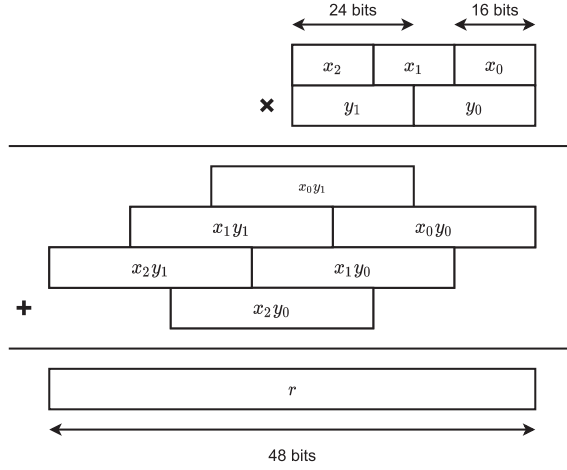 24 bits 16 bits
x₂ x₁ x₀
× y₁ y₀
x₀y₁
x₁y₁ x₀y₀
x₂y₁ x₁y₀
+ x₂y₀
r
48 bits